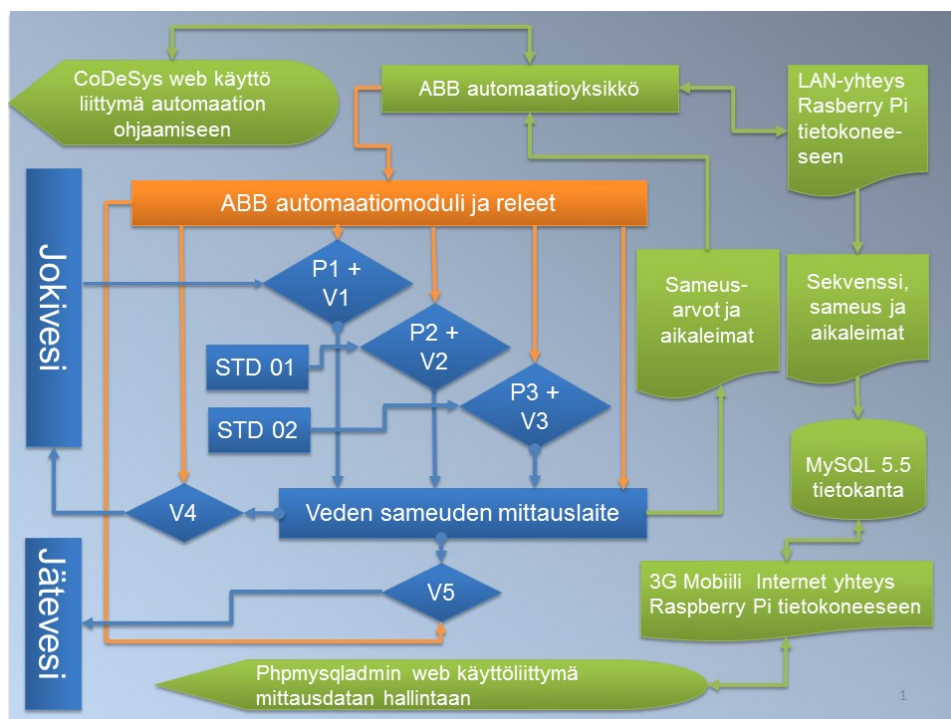 CoDeSys web käyttö
liittymä automaation
ohjaamiseen
ABB automaatioyksikkö
LAN-yhteys
Rasberry Pi
tietokonee-
seen
ABB automaatiomoduli ja releet
Jokivesi
P1 +
V1
P2 +
V2
P3 +
V3
STD 01
STD 02
Sameus-
arvot ja
aikaleimat
Sekvenssi,
sameus ja
aikaleimat
MySQL 5.5
tietokanta
V4
Veden sameuden mittauslaite
Jätevesi
V5
3G Mobiili Internet yhteys
Raspberry Pi tietokoneeseen
Phpmysqladmin web käyttöliittymä
mittausdatan hallintaan
1